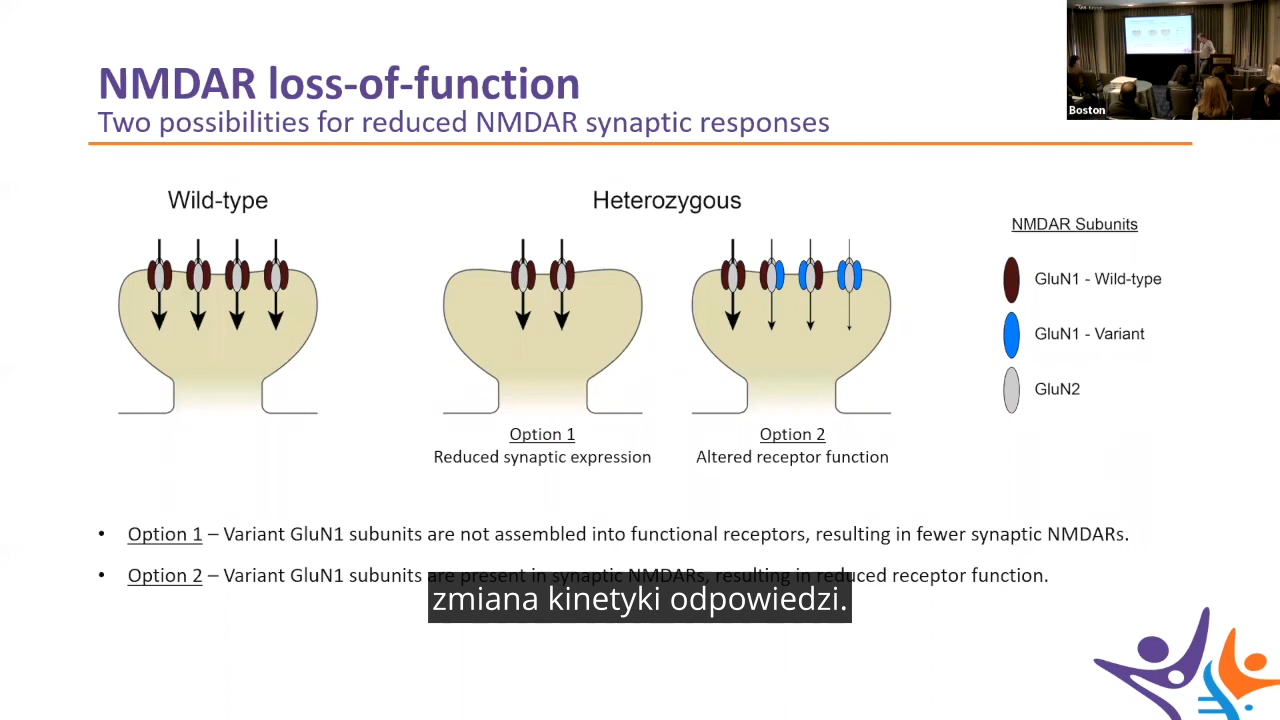 NMDAR loss-of-function
Two possibilities for reduced NMDAR synaptic responses
Boston
Wild-type
Heterozygous
NMDAR Subunits
GluN1 - Wild-type
GluN1 - Variant
GluN2
Option 1
Reduced synaptic expression
Option 2
Altered receptor function
• Option 1 – Variant GluN1 subunits are not assembled into functional receptors, resulting in fewer synaptic NMDARs.
• Option 2 – Variant GluN1 subunits are present in synaptic NMDARs, resulting in reduced receptor function.
zmiana kinetyki odpowiedzi.